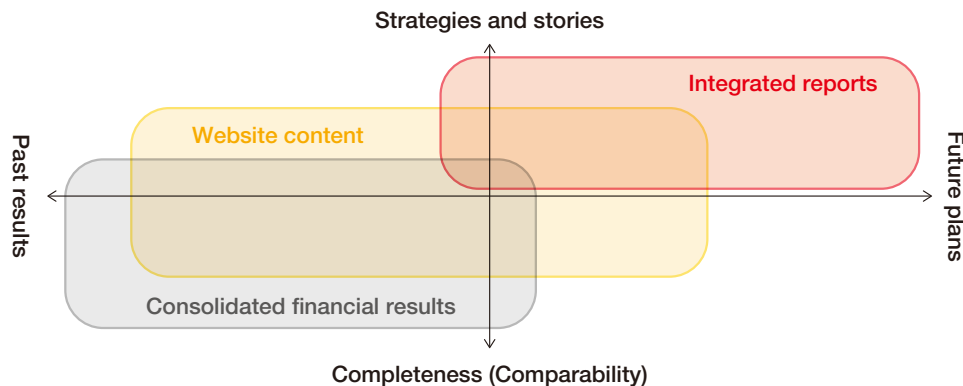 Strategies and stories
Integrated reports
Website content
Past results
Future plans
Consolidated financial results
Completeness (Comparability)